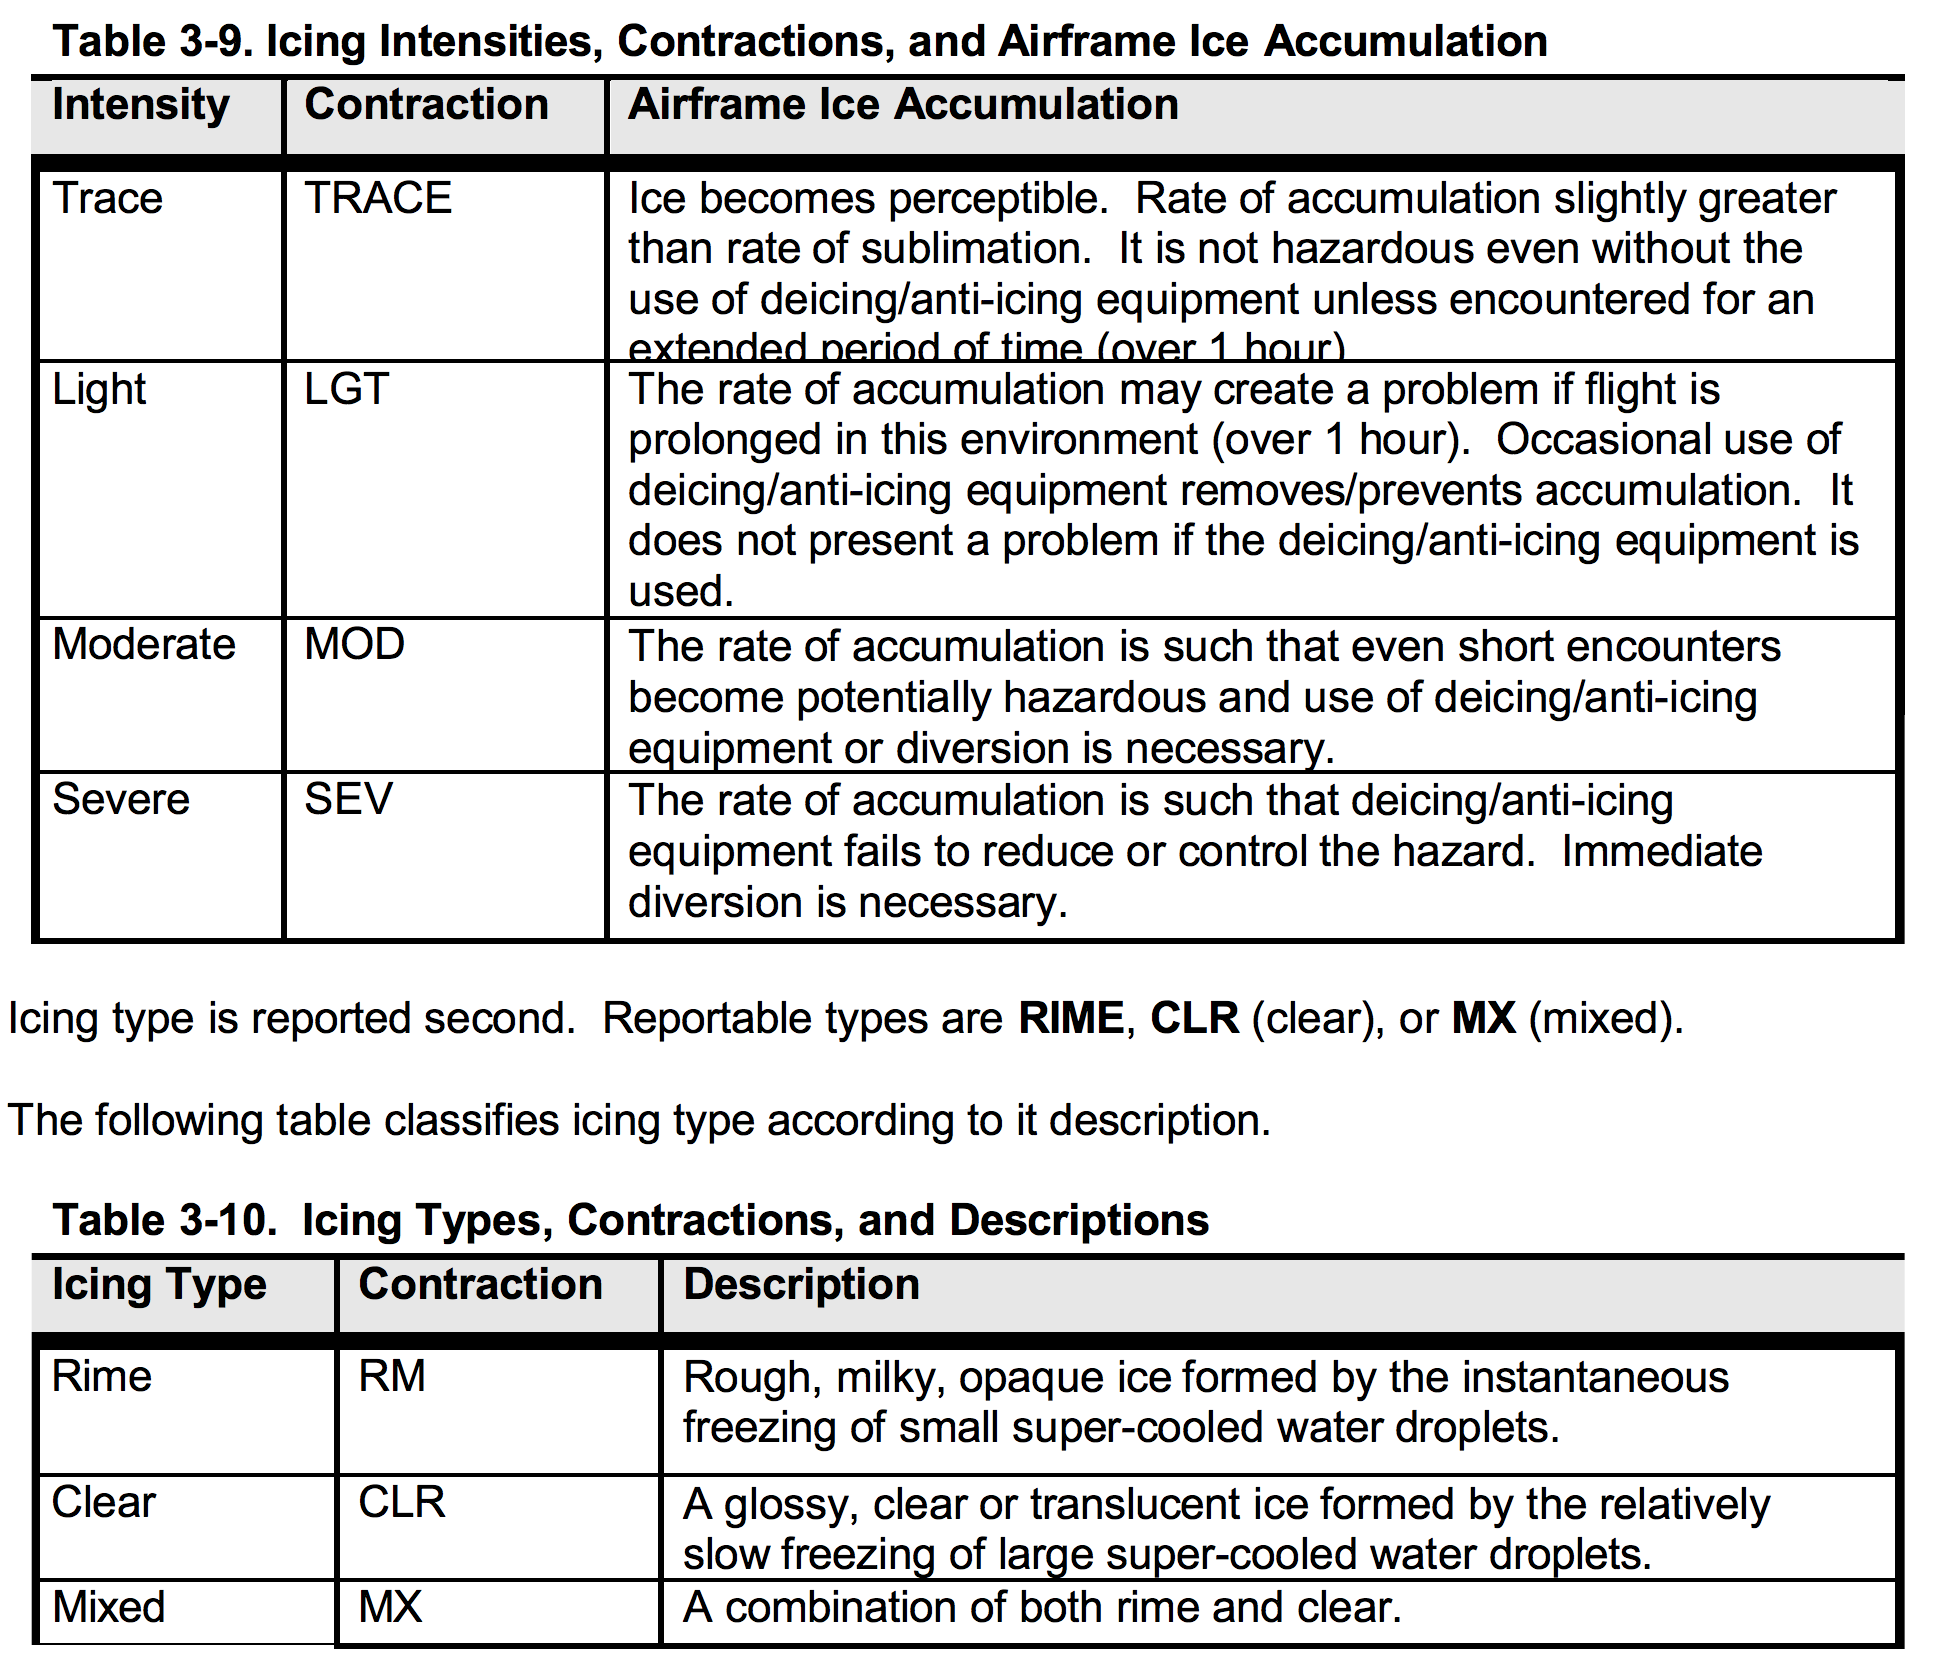 Table 3-9. Icing Intensities, Contractions, and Airframe Ice Accumulation
Intensity Contraction Airframe Ice Accumulation
Trace TRACE Ice becomes perceptible.  Rate of accumulation slightly greater
than rate of sublimation.  It is not hazardous even without the
use of deicing/anti-icing equipment unless encountered for an
extended period of time (over 1 hour)
Light LGT The rate of accumulation may create a problem if flight is
prolonged in this environment (over 1 hour).  Occasional use of
deicing/anti-icing equipment removes/prevents accumulation.  It
does not present a problem if the deicing/anti-icing equipment is
used.
Moderate MOD The rate of accumulation is such that even short encounters
become potentially hazardous and use of deicing/anti-icing
equipment or diversion is necessary.
Severe SEV The rate of accumulation is such that deicing/anti-icing
equipment fails to reduce or control the hazard.  Immediate
diversion is necessary.
Icing type is reported second.  Reportable types are RIME, CLR (clear), or MX (mixed).
The following table classifies icing type according to it description.
Table 3-10.  Icing Types, Contractions, and Descriptions
Icing Type Contraction Description
Rime RM Rough, milky, opaque ice formed by the instantaneous
freezing of small super-cooled water droplets.
Clear CLR A glossy, clear or translucent ice formed by the relatively
slow freezing of large super-cooled water droplets.
Mixed MX A combination of both rime and clear.